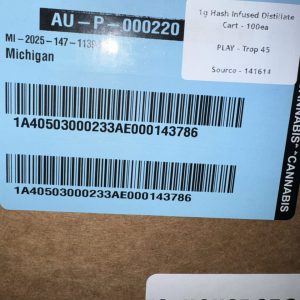 AU-P-000220
MI-2025-147-1139
Michigan
1g Hash Infused Distillate
Cart - 100ea
PLAY - Trop 45
Source - 141614
1A40503000233AE000143786
1A40503000233AE000143786
CANNABIS**CANNABIS